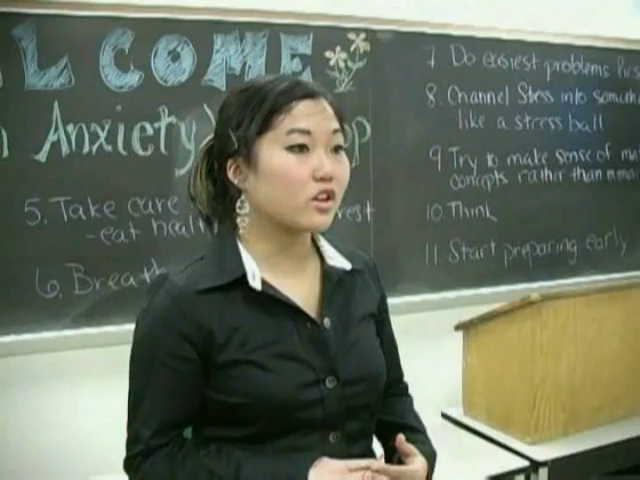 LCOME
Anxiety
5. Take care
-eat heal
rest
6. Breath
7 Do easiest problems
8. Channel Stress into
like a stress ball
9 Try to make sense of
concepts rather than
10 Think
11. Start preparing early